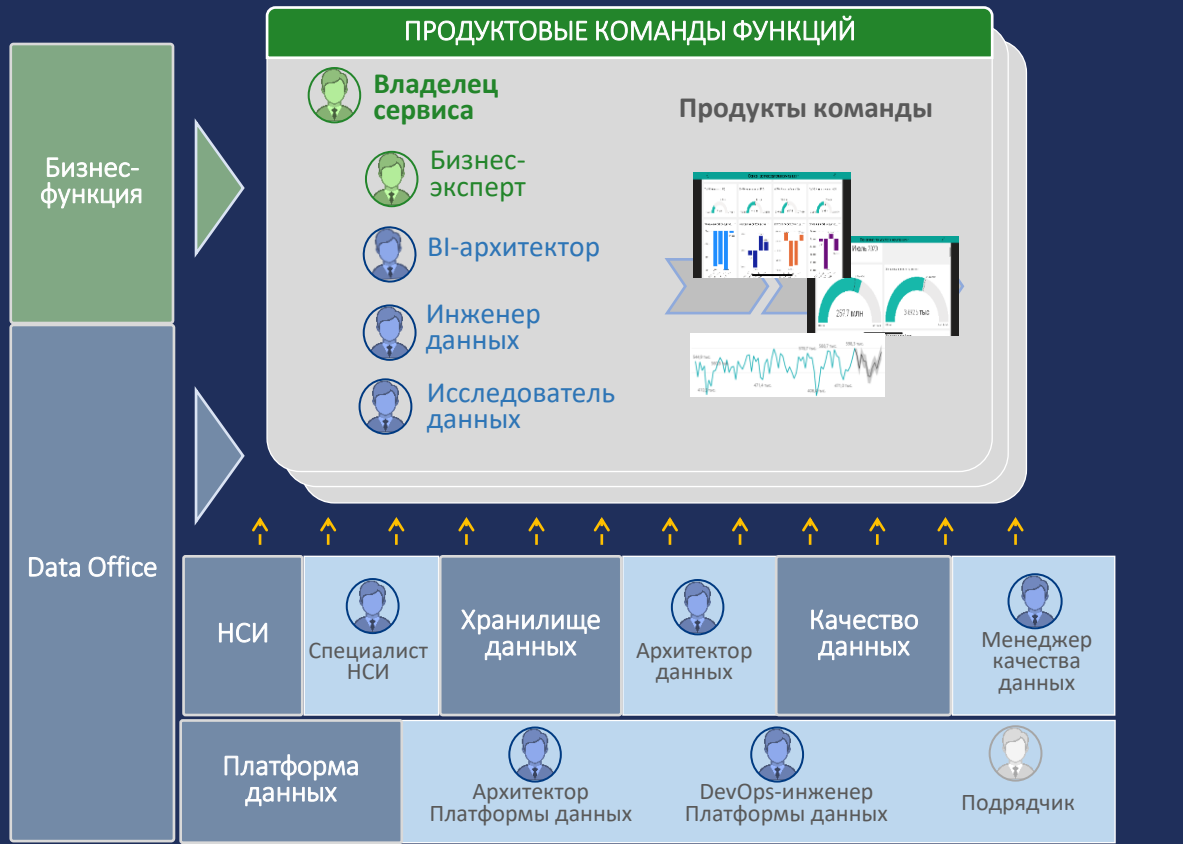 ПРОДУКТОВЫЕ КОМАНДЫ ФУНКЦИЙ
Бизнес-
функция
Владелец
сервиса
Бизнес-
эксперт
BI-архитектор
Инженер
данных
Исследователь
данных
Продукты команды
Data Office
НСИ
Специалист
НСИ
Хранилище
данных
Архитектор
данных
Качество
данных
Менеджер
качества
данных
Платформа
данных
Архитектор
Платформы данных
DevOps-инженер
Платформы данных
Подрядчик